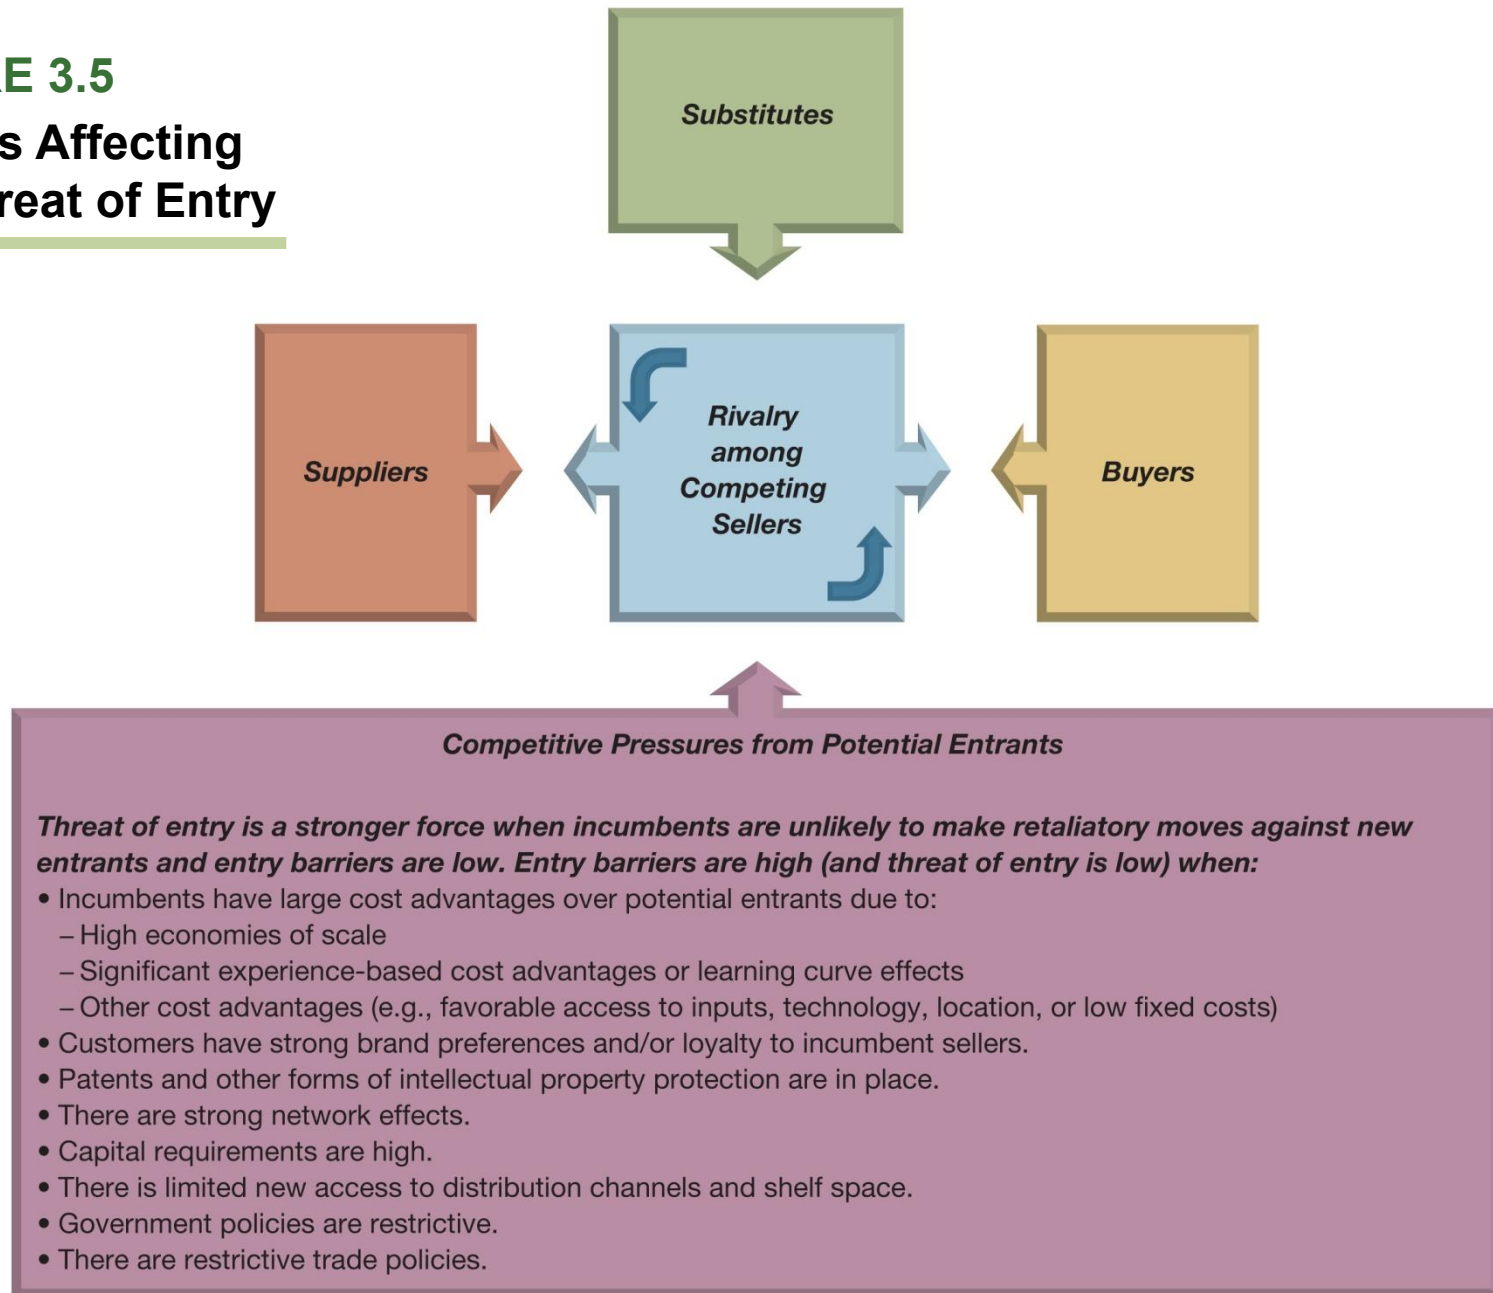 RE 3.5
s Affecting
reat of Entry
Substitutes
Suppliers
Rivalry
among
Competing
Sellers
Buyers
Competitive Pressures from Potential Entrants
Threat of entry is a stronger force when incumbents are unlikely to make retaliatory moves against new
entrants and entry barriers are low. Entry barriers are high (and threat of entry is low) when:
• Incumbents have large cost advantages over potential entrants due to:
– High economies of scale
– Significant experience-based cost advantages or learning curve effects
– Other cost advantages (e.g., favorable access to inputs, technology, location, or low fixed costs)
• Customers have strong brand preferences and/or loyalty to incumbent sellers.
• Patents and other forms of intellectual property protection are in place.
• There are strong network effects.
• Capital requirements are high.
• There is limited new access to distribution channels and shelf space.
• Government policies are restrictive.
• There are restrictive trade policies.